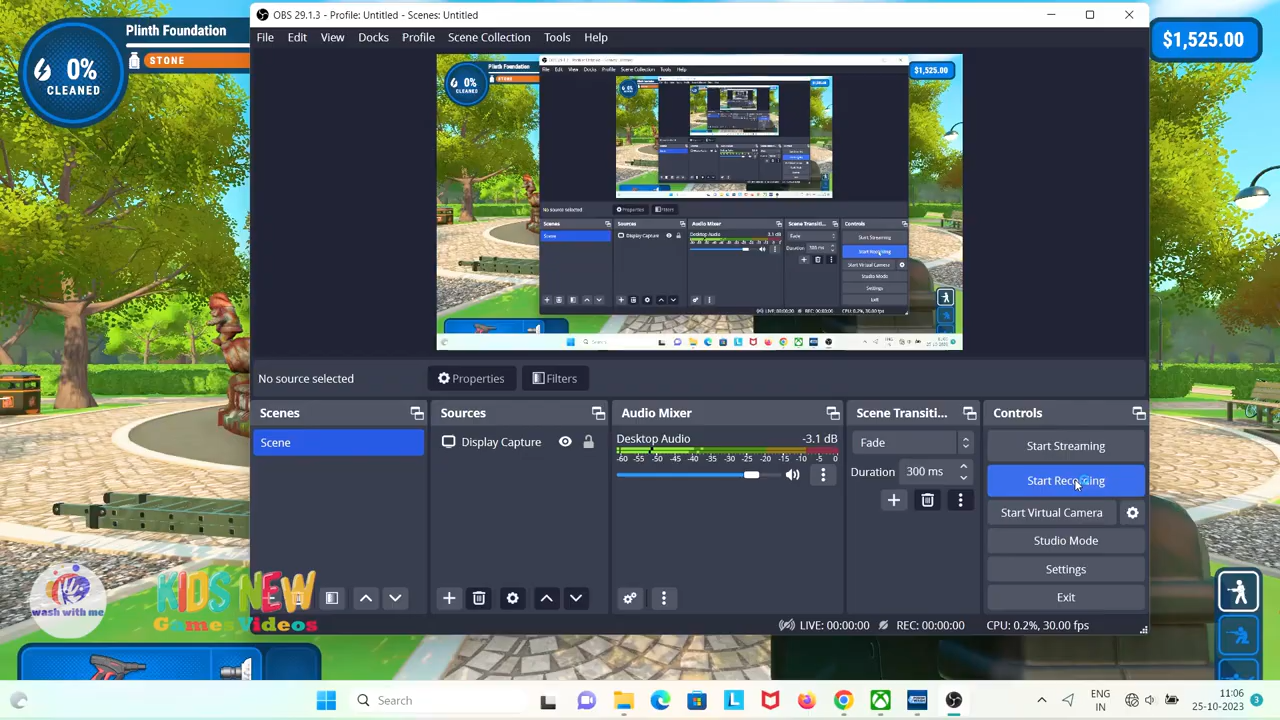 Plinth Foundation
STONE
0%
CLEANED
$1,525.00
OBS 29.1.3 - Profile: Untitled - Scenes: Untitled
File Edit View Docks Profile Scene Collection Tools Help
No source selected
Properties
Filters
Scenes
Scene
Sources
Display Capture
Audio Mixer
Desktop Audio
-3.1 dB
-60 -55 -50 -45 -40 -35 -30 -25 -20 -15 -10 -5 0
Scene Transiti...
Fade
Duration 300 ms
Controls
Start Streaming
Start Recording
Start Virtual Camera
Studio Mode
Settings
Exit
LIVE: 00:00:00
REC: 00:00:00
CPU: 0.2%, 30.00 fps
wash with me
KIDS NEW
Games Videos
Search
ENG
IN
11:06
25-10-2023
3